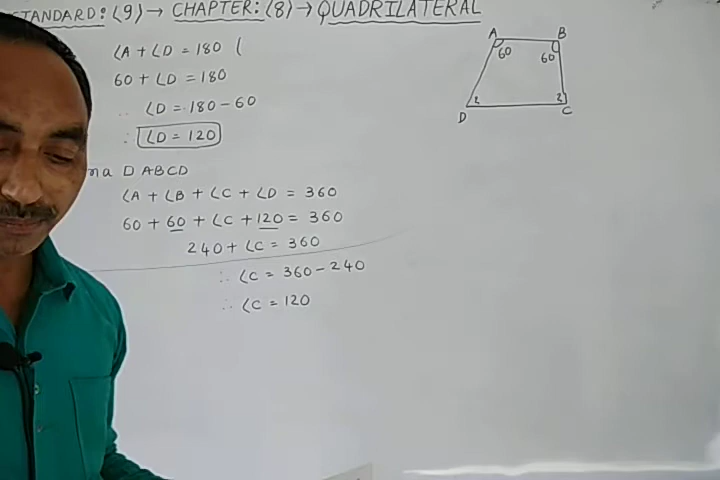 STANDARD:⟨9⟩ → CHAPTER:⟨8⟩ → QUADRILATERAL
∠A + ∠D = 180 (
60 + ∠D = 180
∴ ∠D = 180 - 60
∴ ∠D = 120
ma □ ABCD
∠A + ∠B + ∠C + ∠D = 360
60 + 60 + ∠C + 120 = 360
240 + ∠C = 360
∴ ∠C = 360 - 240
∴ ∠C = 120
A B
60 60
? ?
D C